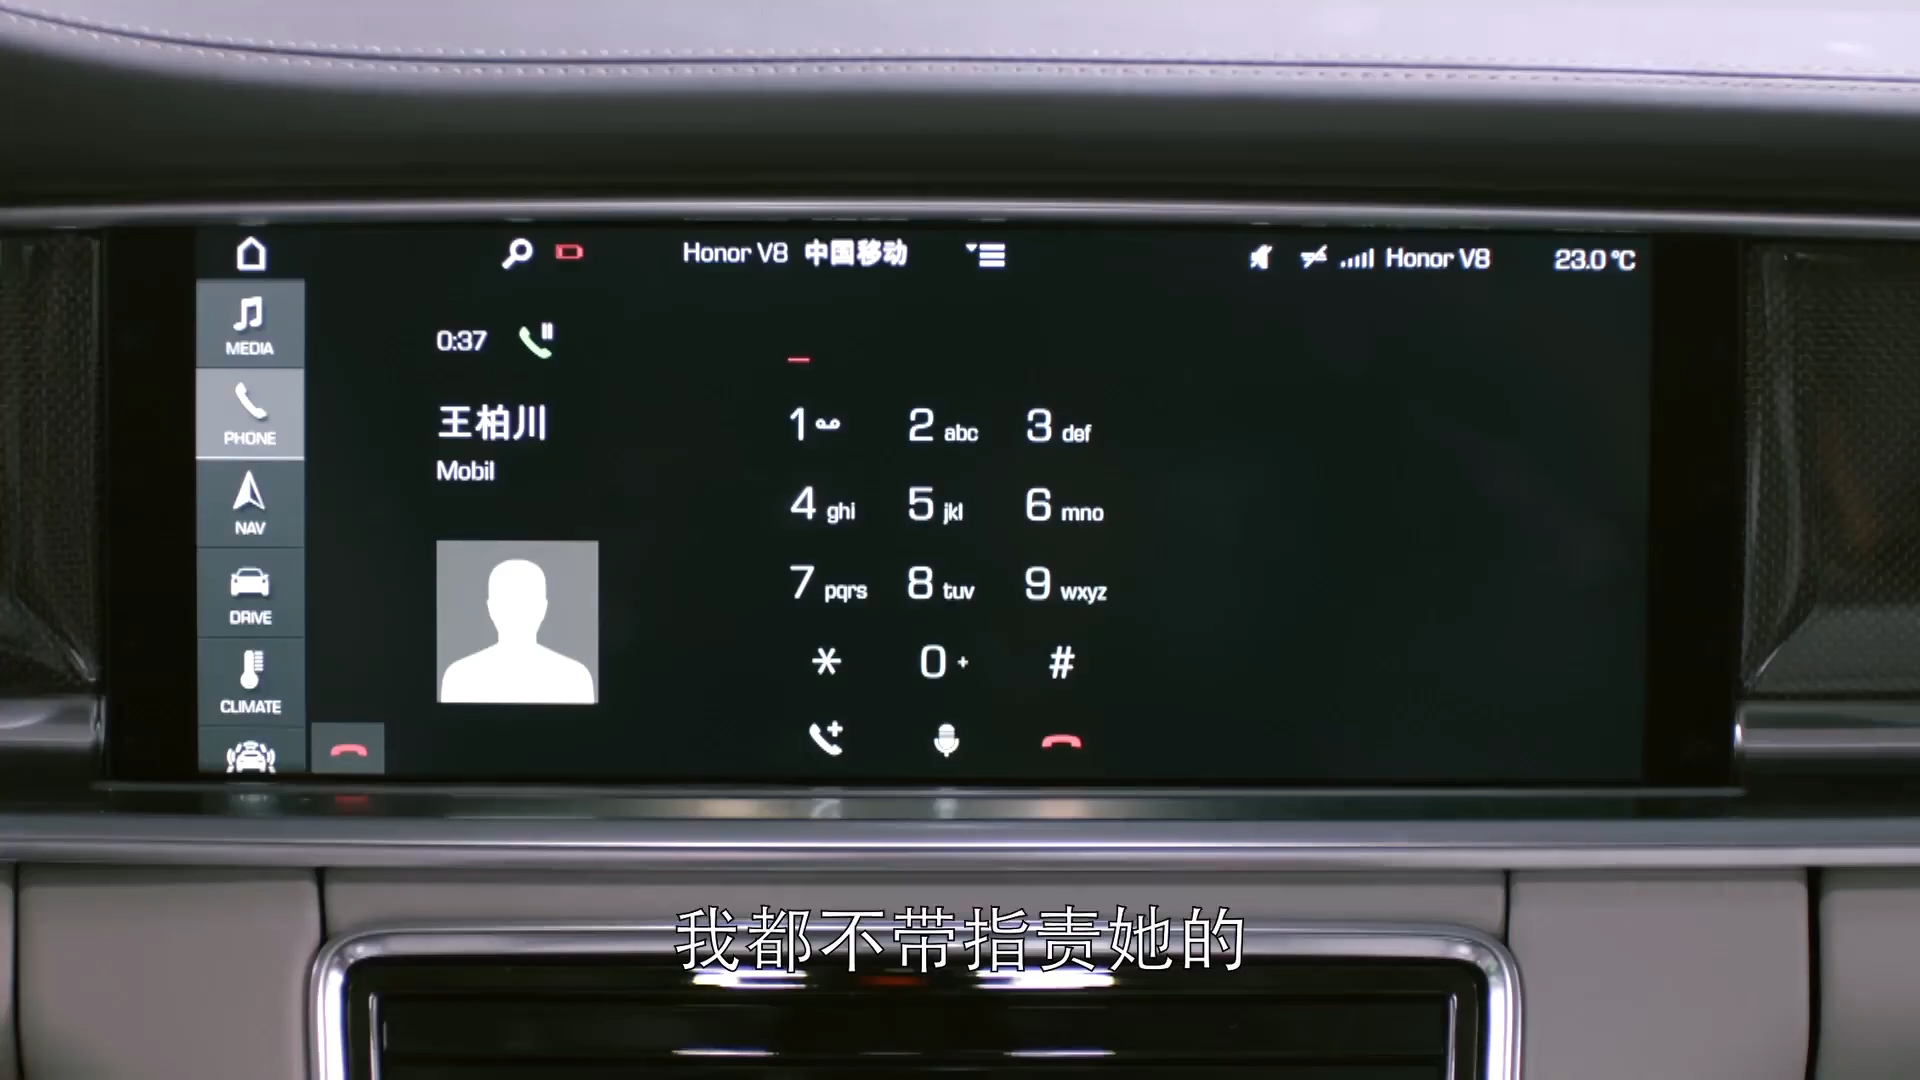 Honor V8 中国移动
Honor V8 23.0 °C
MEDIA
PHONE
NAV
DRIVE
CLIMATE
0:37
王柏川
Mobil
1 2 abc 3 def
4 ghi 5 jkl 6 mno
7 pqrs 8 tuv 9 wxyz
* 0 + #
我都不带指责她的